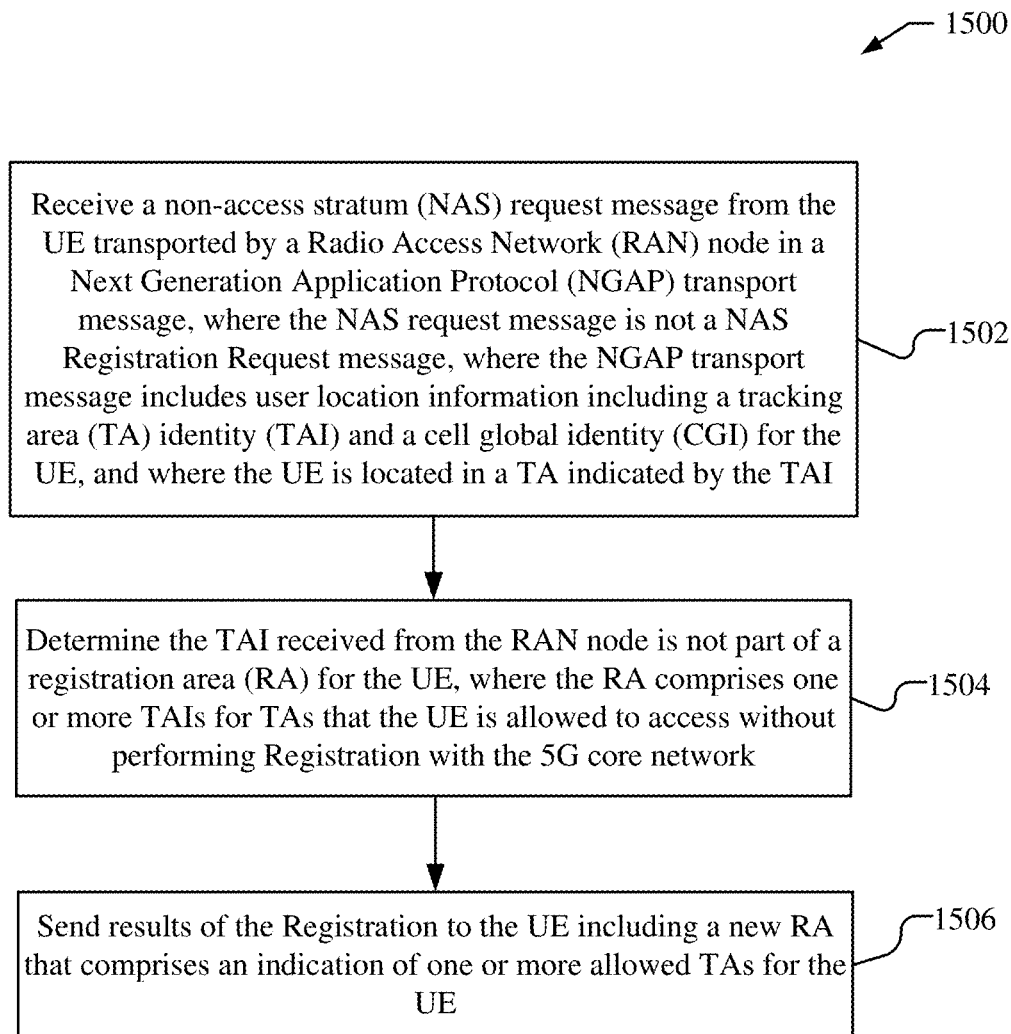 1500
Receive a non-access stratum (NAS) request message from the
UE transported by a Radio Access Network (RAN) node in a
Next Generation Application Protocol (NGAP) transport
message, where the NAS request message is not a NAS
Registration Request message, where the NGAP transport
message includes user location information including a tracking
area (TA) identity (TAI) and a cell global identity (CGI) for the
UE, and where the UE is located in a TA indicated by the TAI
1502
Determine the TAI received from the RAN node is not part of a
registration area (RA) for the UE, where the RA comprises one
or more TAIs for TAs that the UE is allowed to access without
performing Registration with the 5G core network
1504
Send results of the Registration to the UE including a new RA
that comprises an indication of one or more allowed TAs for the
UE
1506